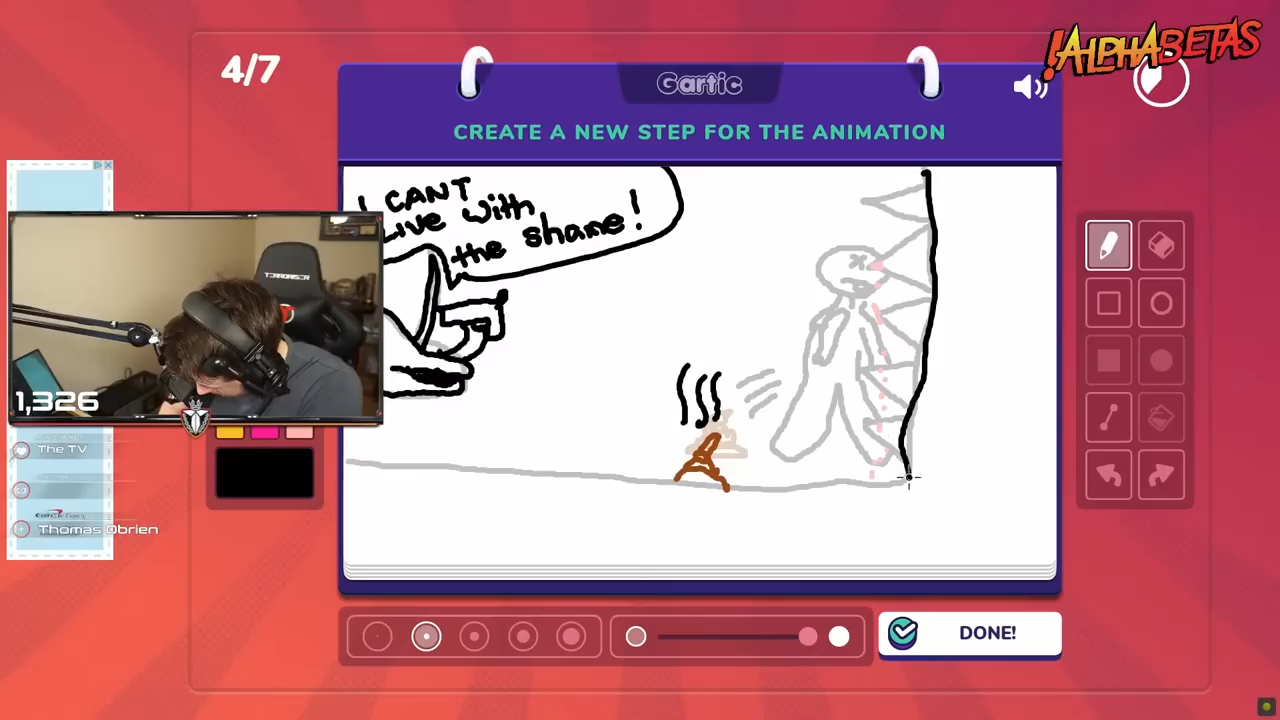 4/7
!ALPHABETAS
Gartic
CREATE A NEW STEP FOR THE ANIMATION
I CANT
Live with
the shame!
TERRORISER
1,326
The TV
Thomas Obrien
DONE!